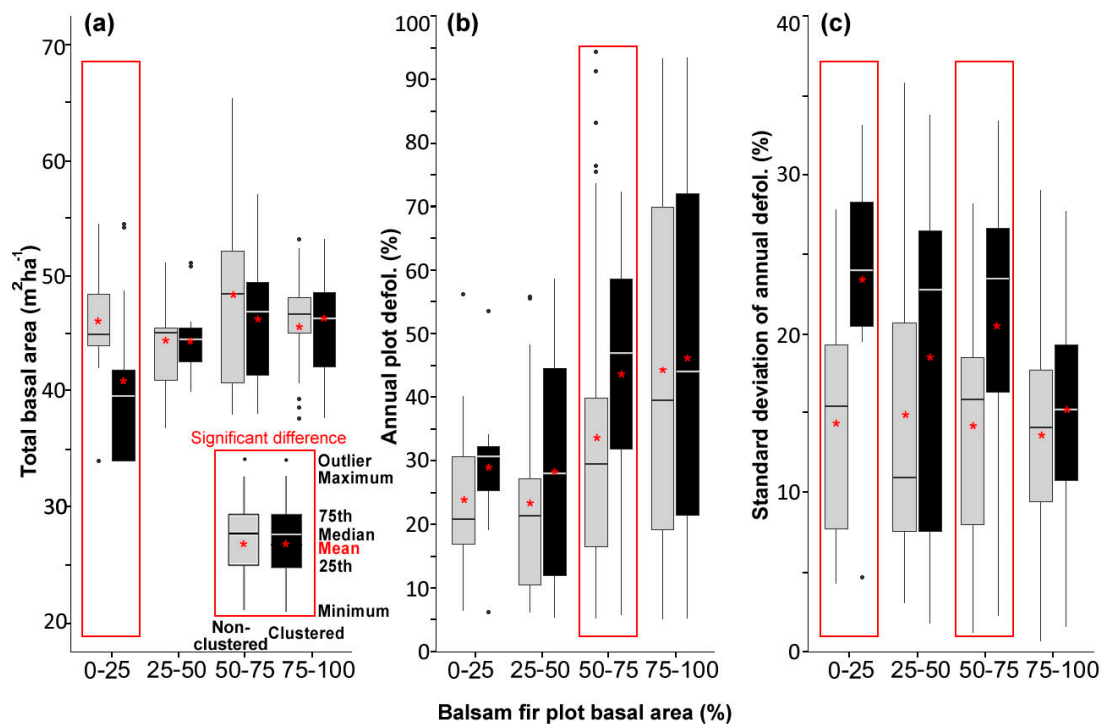 (a)
Total basal area (m²ha⁻¹)
70
60
50
40
30
20
0-25 25-50 50-75 75-100
Significant difference
Outlier
Maximum
75th
Median
Mean
25th
Minimum
Non-
clustered
Clustered
(b)
Annual plot defol. (%)
100
90
80
70
60
50
40
30
20
10
0
0-25 25-50 50-75 75-100
(c)
Standard deviation of annual defol. (%)
40
30
20
10
0
0-25 25-50 50-75 75-100
Balsam fir plot basal area (%)